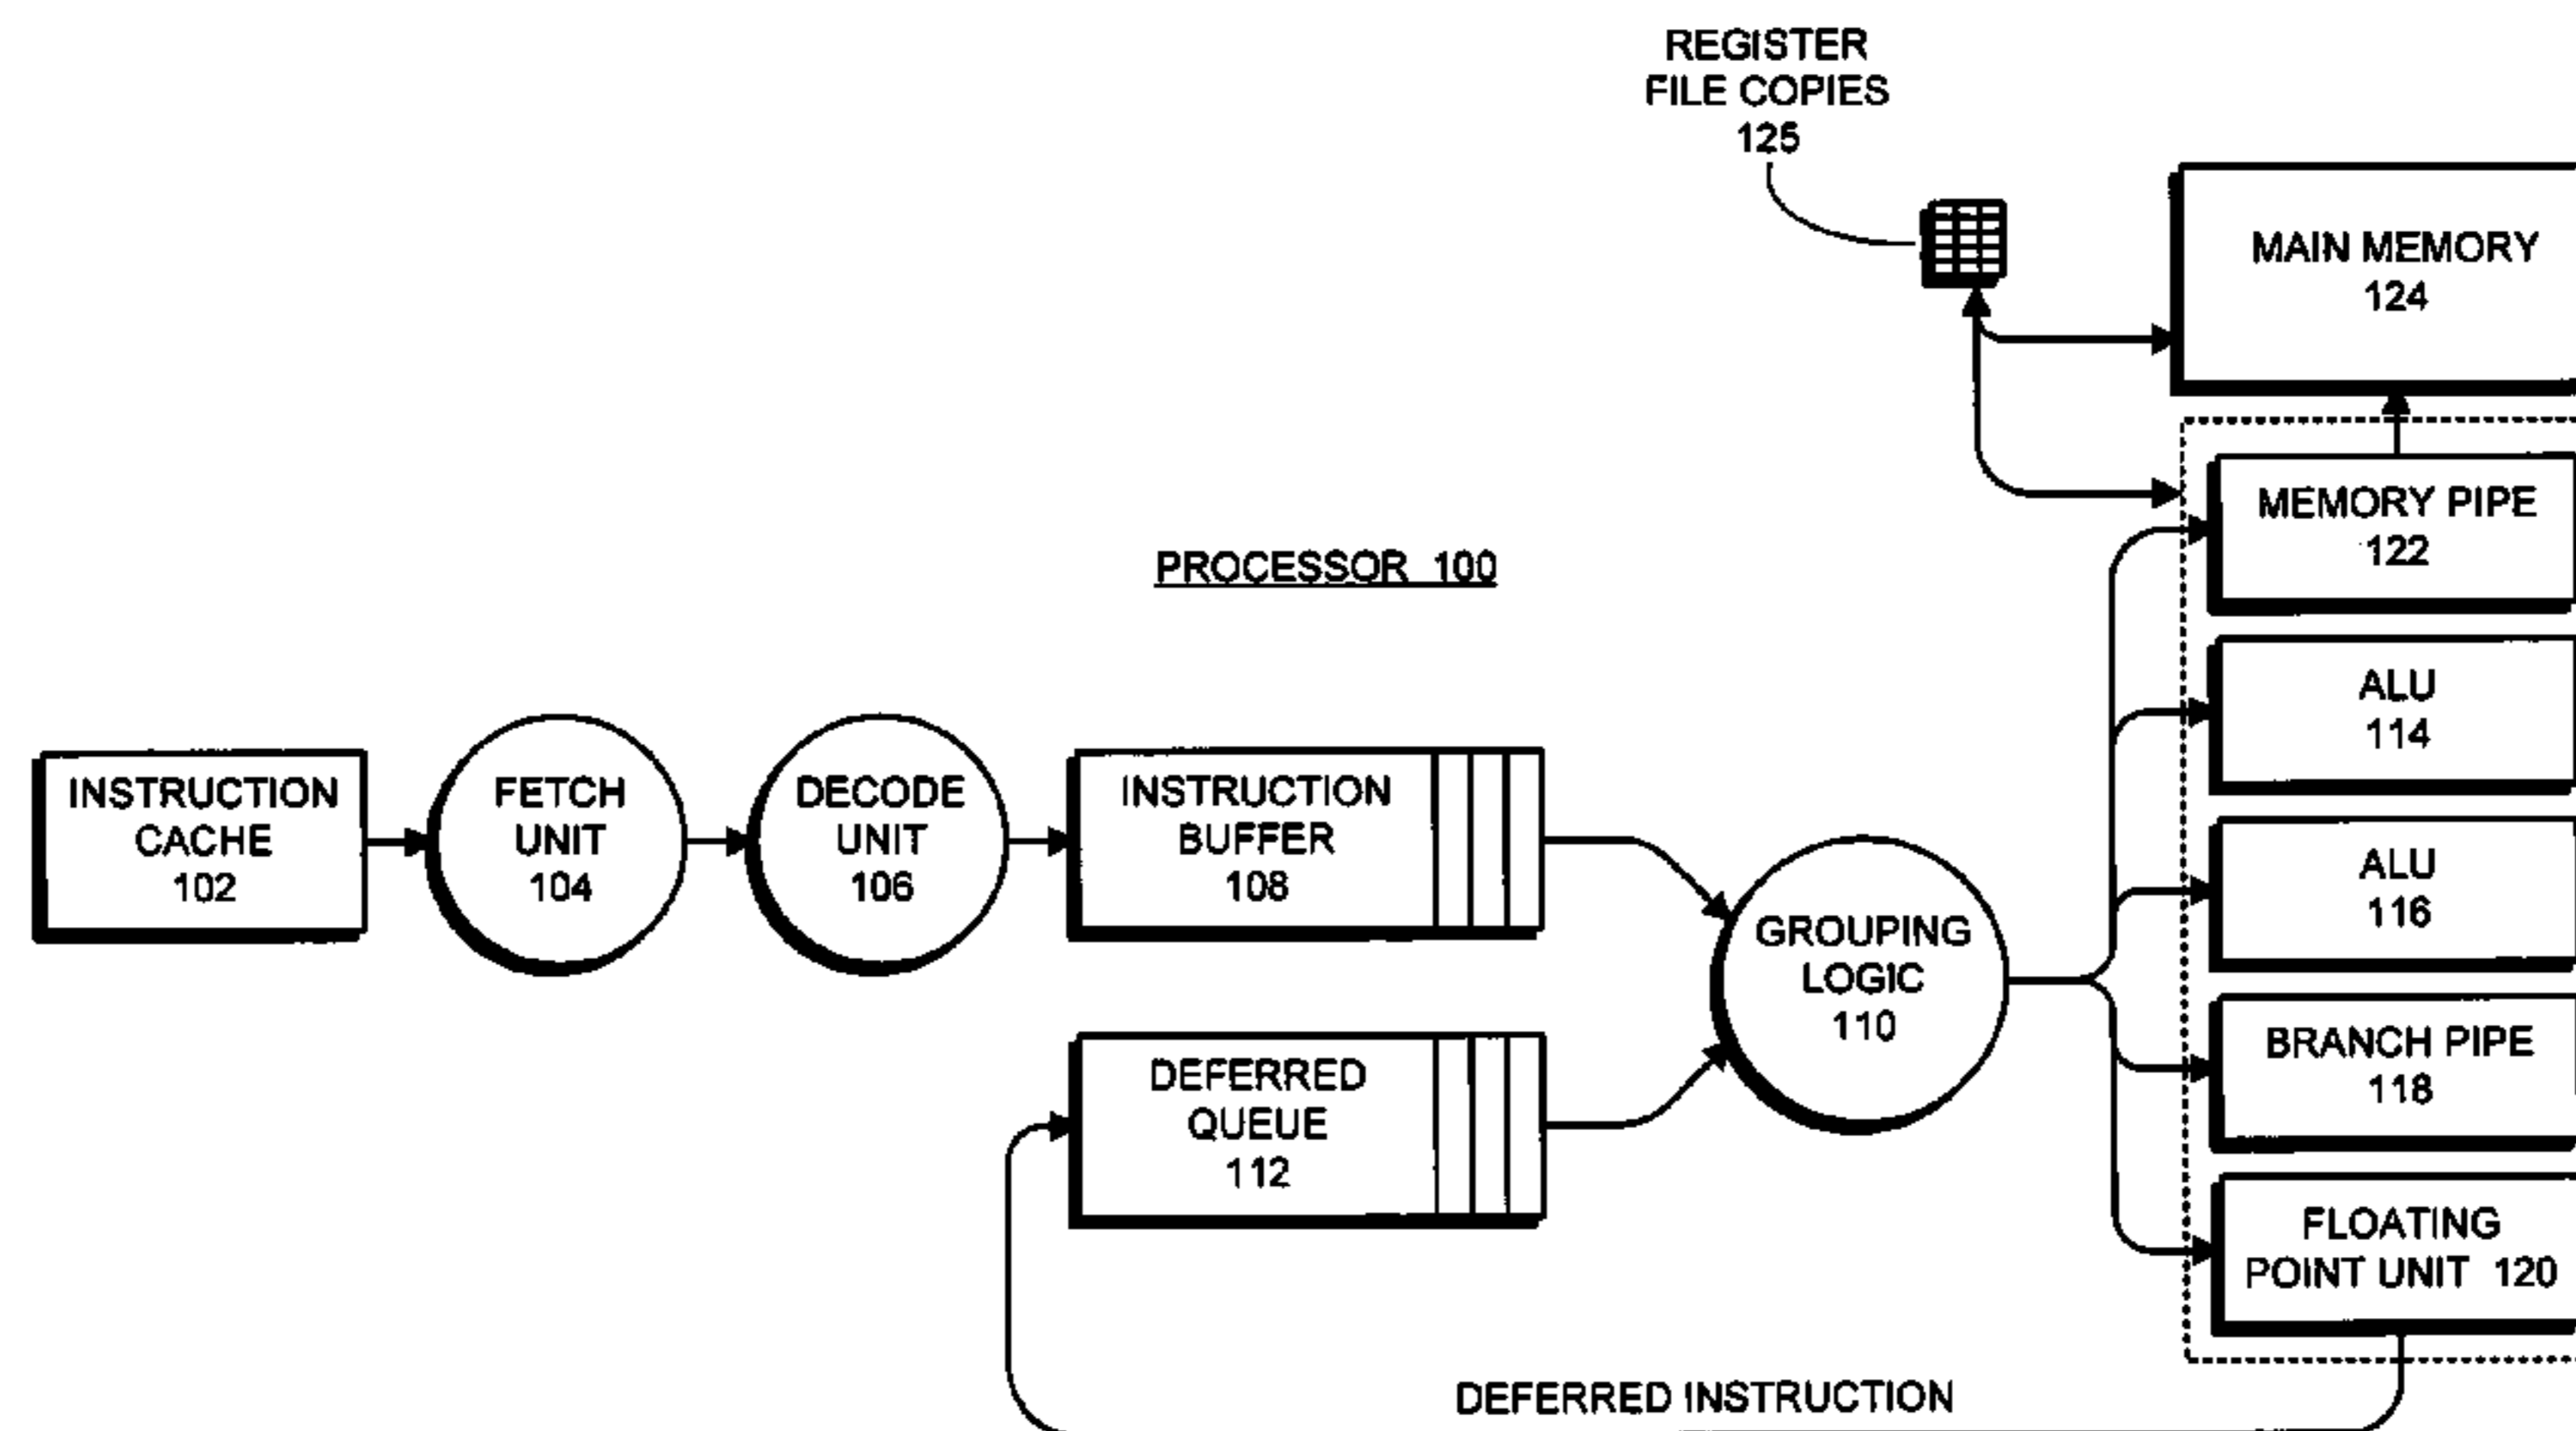 REGISTER
FILE COPIES
125
MAIN MEMORY
124
PROCESSOR 100
MEMORY PIPE
122
ALU
114
INSTRUCTION
CACHE
102
FETCH
UNIT
104
DECODE
UNIT
106
INSTRUCTION
BUFFER
108
ALU
116
GROUPING
LOGIC
110
DEFERRED
QUEUE
112
BRANCH PIPE
118
FLOATING
POINT UNIT 120
DEFERRED INSTRUCTION